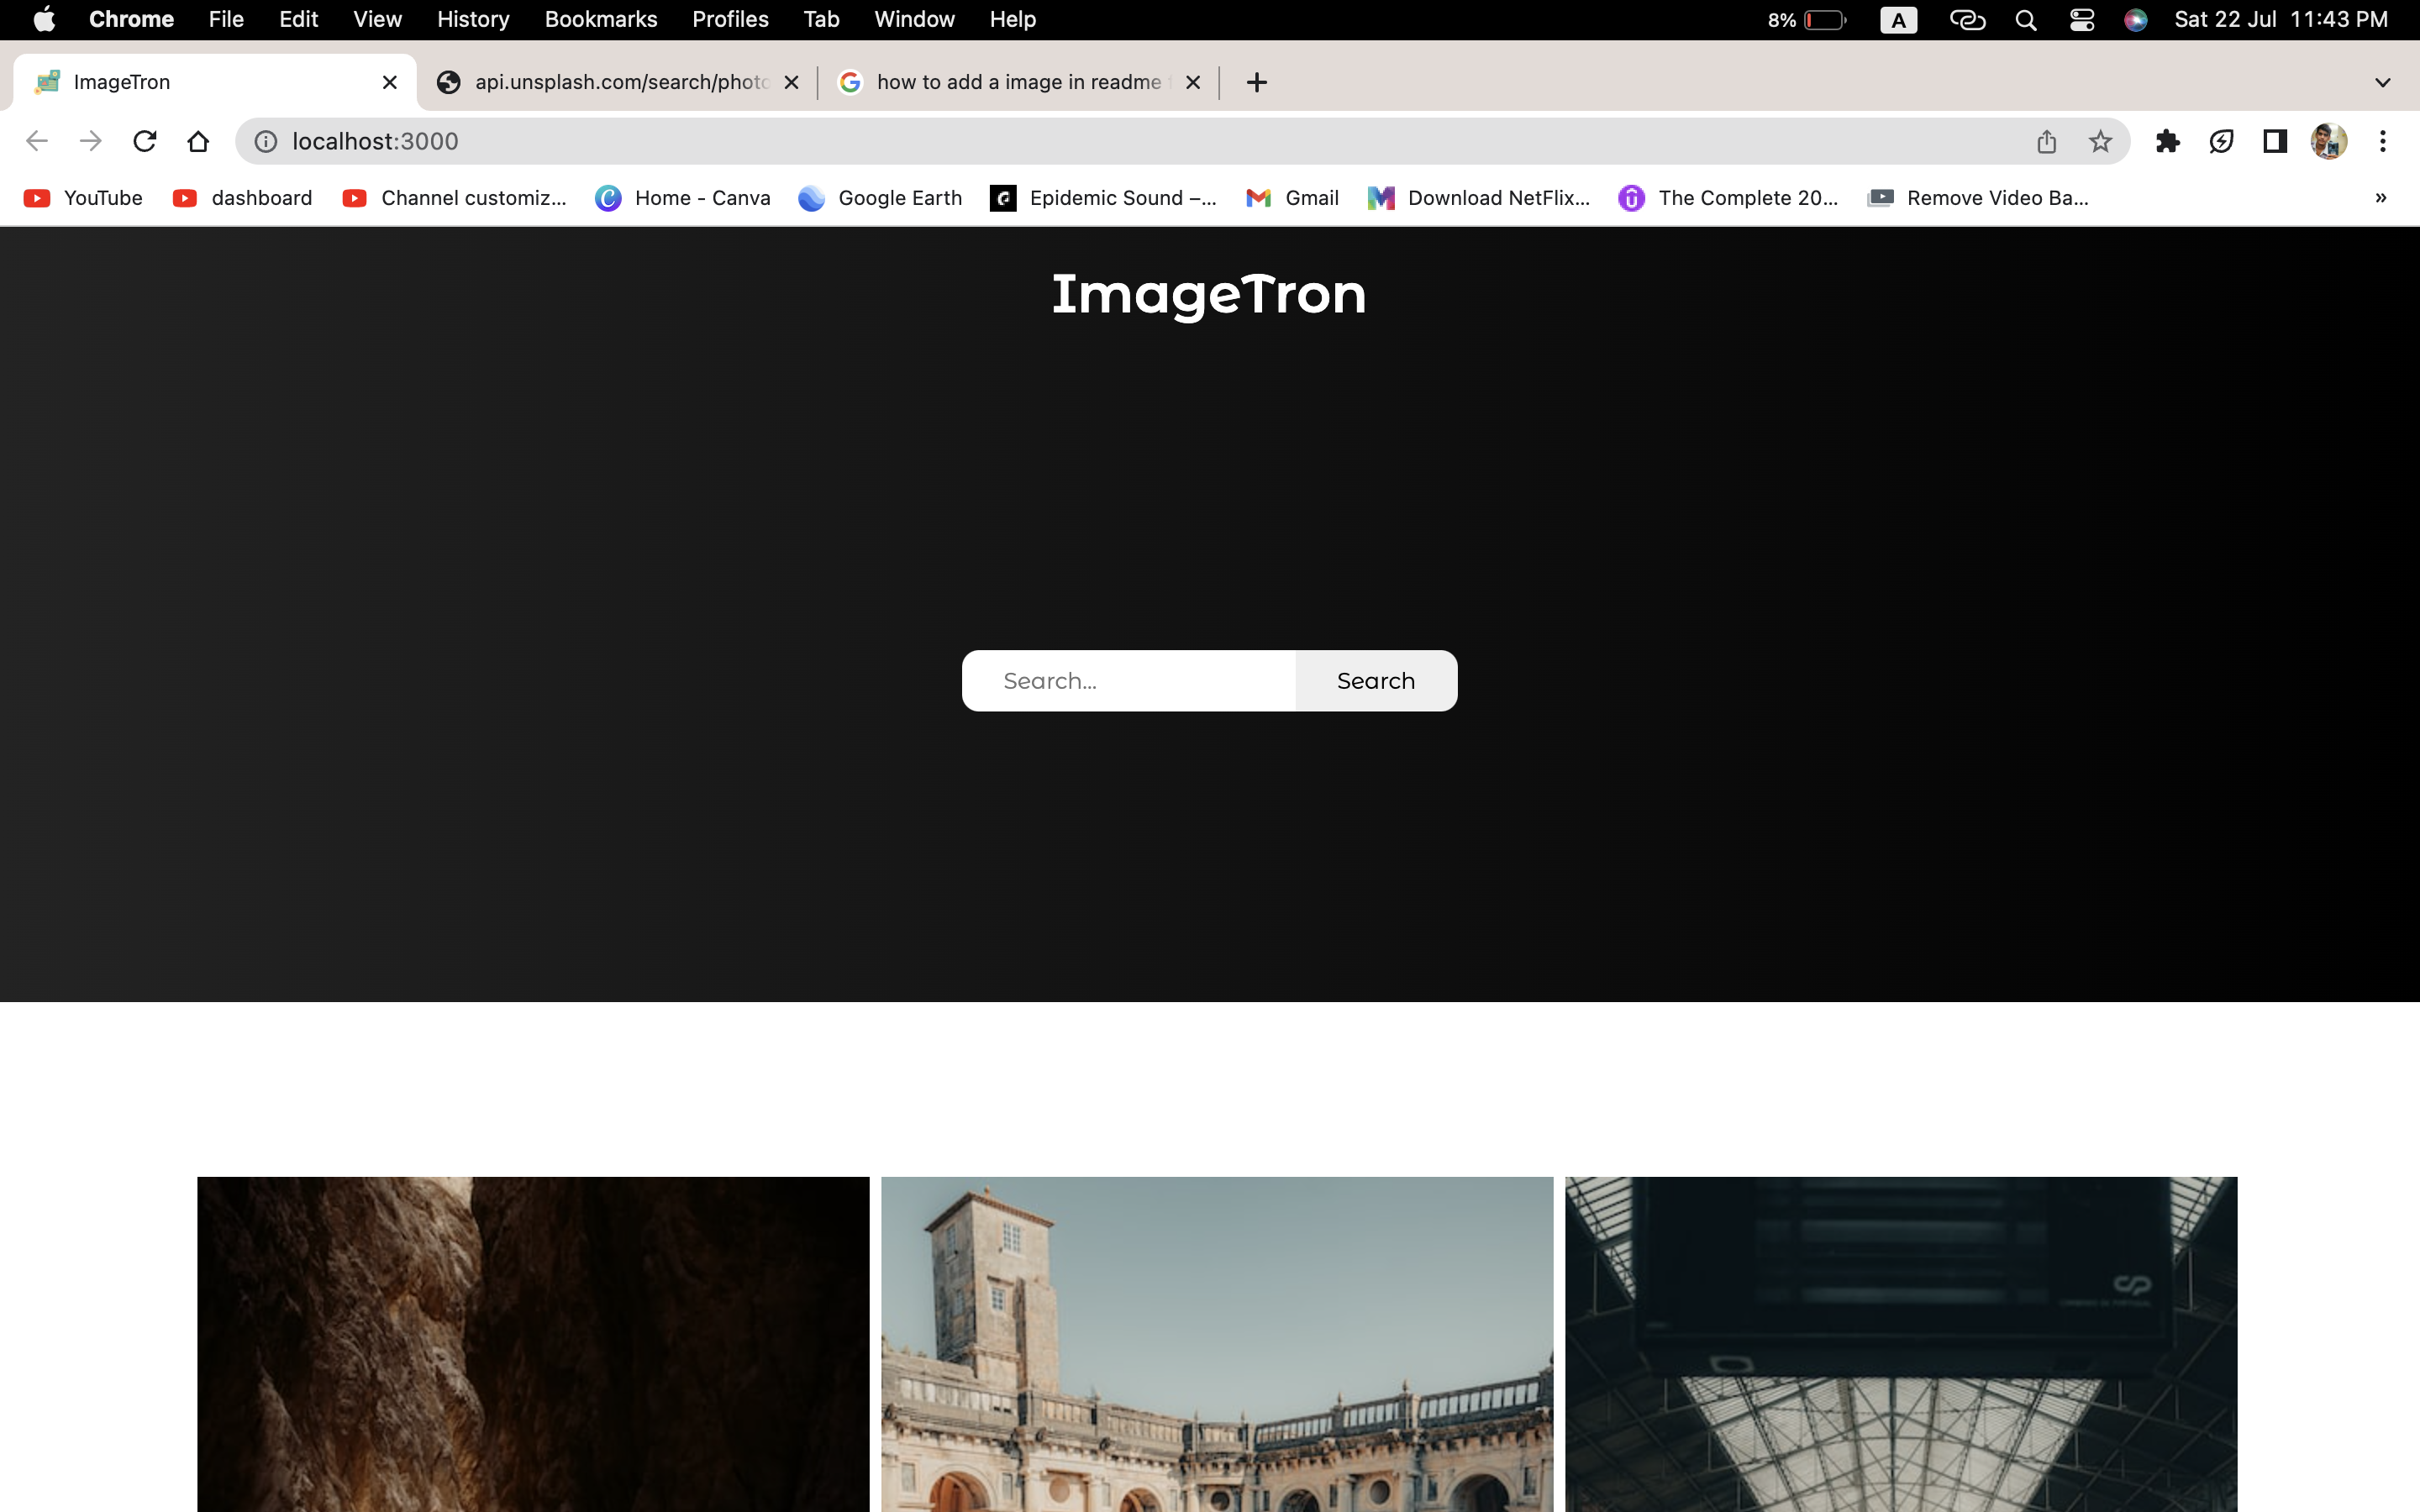 Chrome File Edit View History Bookmarks Profiles Tab Window Help 8% A Sat 22 Jul 11:43 PM
ImageTron api.unsplash.com/search/photo how to add a image in readme
localhost:3000
YouTube dashboard Channel customiz... Home - Canva Google Earth Epidemic Sound –... Gmail Download NetFlix... The Complete 20... Remove Video Ba... »
ImageTron
Search... Search